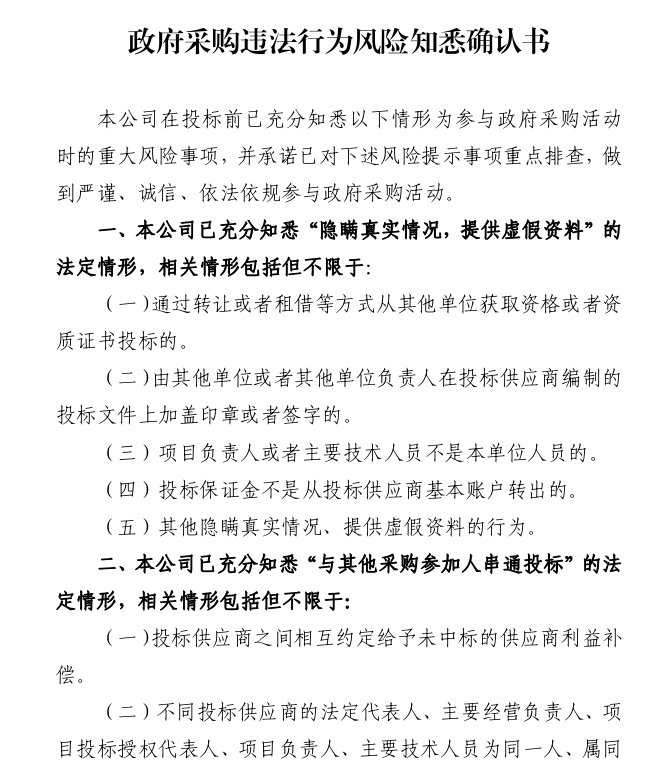 政府采购违法行为风险知悉确认书
本公司在投标前已充分知悉以下情形为参与政府采购活动
时的重大风险事项，并承诺已对下述风险提示事项重点排查，做
到严谨、诚信、依法依规参与政府采购活动。
一、本公司已充分知悉“隐瞒真实情况，提供虚假资料”的
法定情形，相关情形包括但不限于:
（一）通过转让或者租借等方式从其他单位获取资格或者资
质证书投标的。
（二）由其他单位或者其他单位负责人在投标供应商编制的
投标文件上加盖印章或者签字的。
（三）项目负责人或者主要技术人员不是本单位人员的。
（四）投标保证金不是从投标供应商基本账户转出的。
（五）其他隐瞒真实情况、提供虚假资料的行为。
二、本公司已充分知悉“与其他采购参加人串通投标”的法
定情形，相关情形包括但不限于:
（一）投标供应商之间相互约定给予未中标的供应商利益补
偿。
（二）不同投标供应商的法定代表人、主要经营负责人、项
目投标授权代表人、项目负责人、主要技术人员为同一人、属同